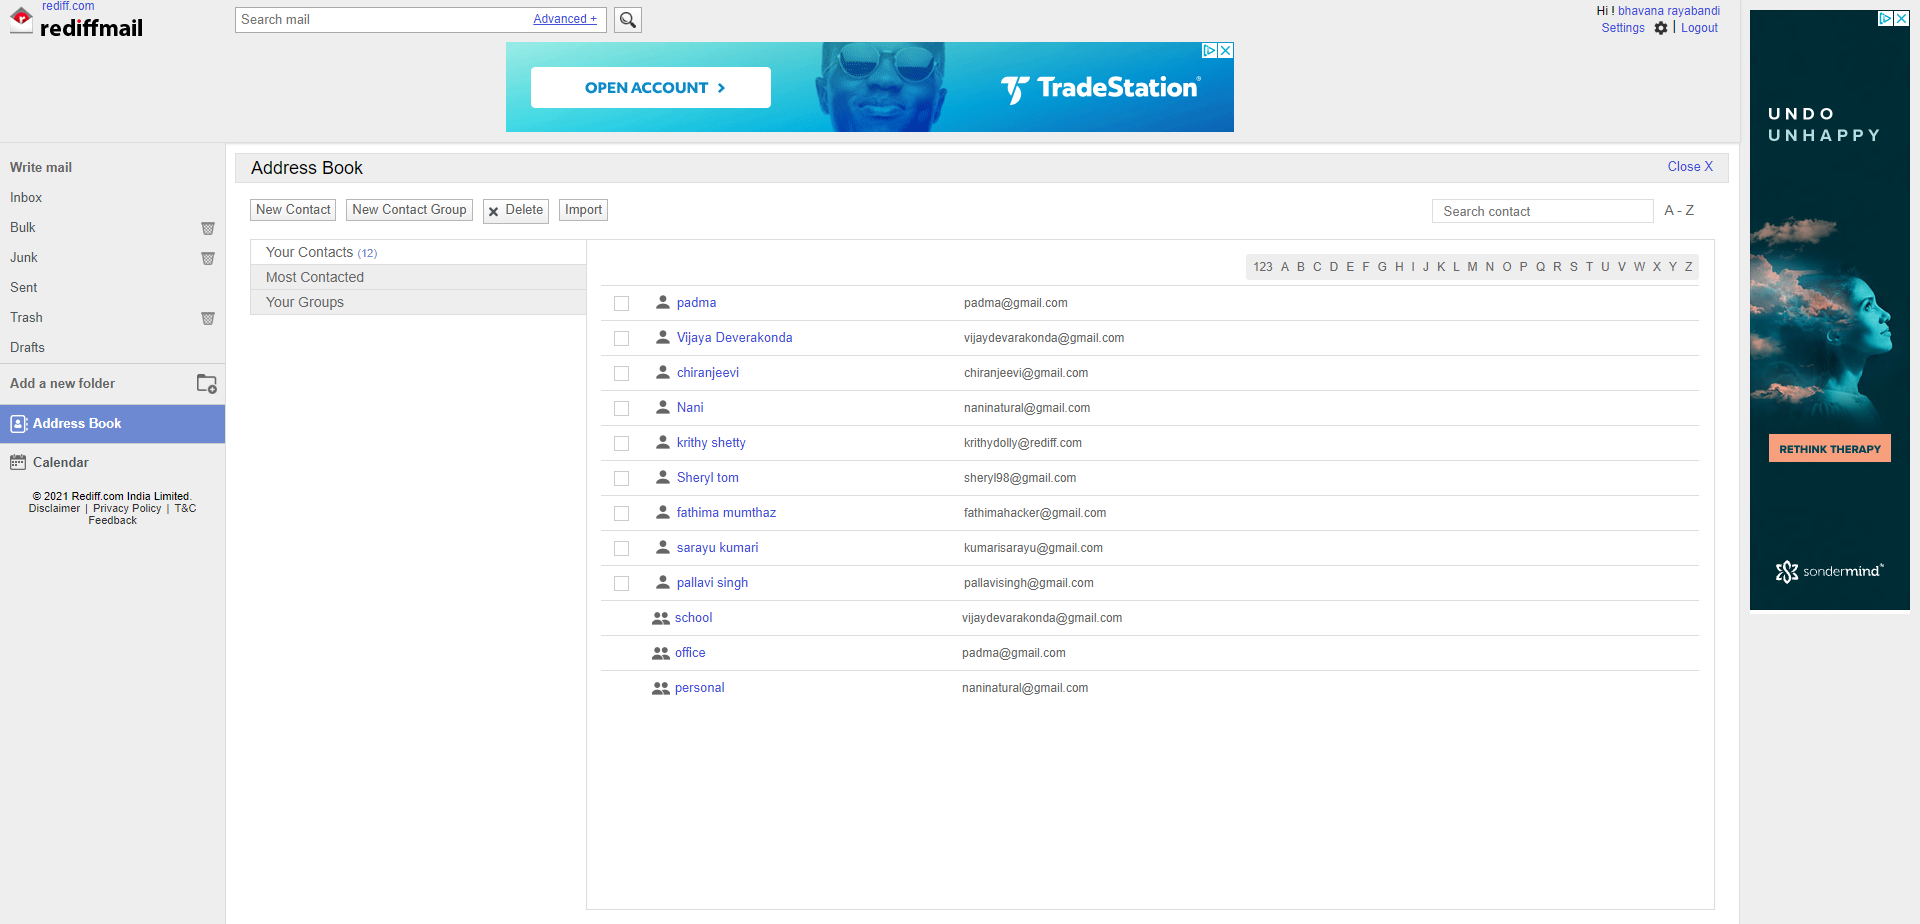 rediff.com
rediffmail
Search mail Advanced +
Hi ! bhavana rayabandi
Settings | Logout
OPEN ACCOUNT >
TradeStation®
Write mail
Inbox
Bulk
Junk
Sent
Trash
Drafts
Add a new folder
Address Book
Calendar
© 2021 Rediff.com India Limited.
Disclaimer | Privacy Policy | T&C
Feedback
Address Book Close X
New Contact New Contact Group Delete Import Search contact A - Z
Your Contacts (12)
Most Contacted
Your Groups
123 A B C D E F G H I J K L M N O P Q R S T U V W X Y Z
padma padma@gmail.com
Vijaya Deverakonda vijaydevarakonda@gmail.com
chiranjeevi chiranjeevi@gmail.com
Nani naninatural@gmail.com
krithy shetty krithydolly@rediff.com
Sheryl tom sheryl98@gmail.com
fathima mumthaz fathimahacker@gmail.com
sarayu kumari kumarisarayu@gmail.com
pallavi singh pallavisingh@gmail.com
school vijaydevarakonda@gmail.com
office padma@gmail.com
personal naninatural@gmail.com
UNDO
UNHAPPY
RETHINK THERAPY
sondermind™